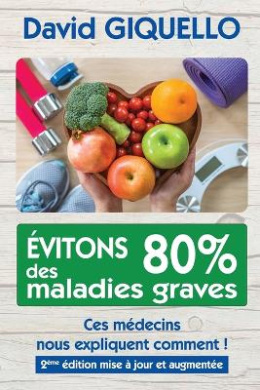 David GIQUELLO
ÉVITONS 80%
des
maladies graves
Ces médecins
nous expliquent comment !
2ème édition mise à jour et augmentée